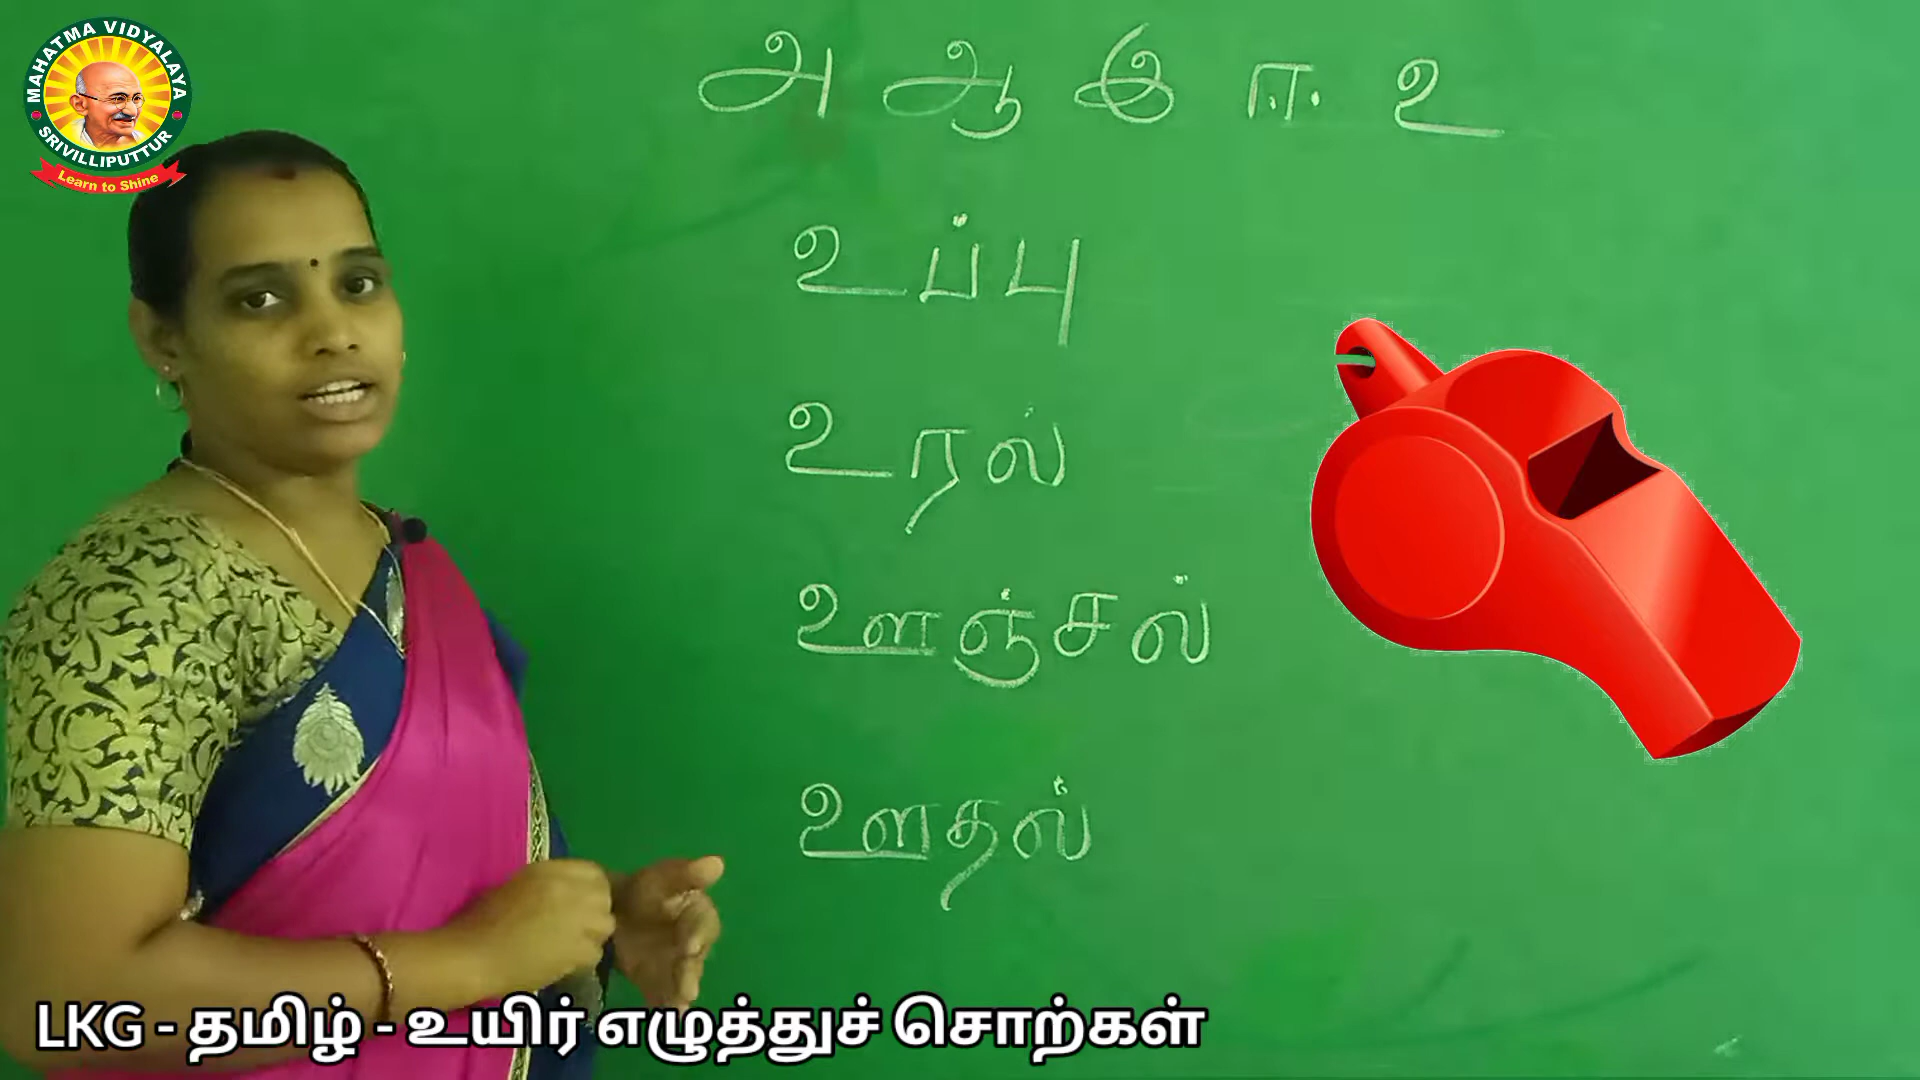 MAHATMA VIDYALAYA
SRIVILLIPUTTUR
Learn to Shine
அ ஆ இ ஈ உ
உப்பு
உரல்
ஊஞ்சல்
ஊதல்
LKG - தமிழ் - உயிர் எழுத்துச் சொற்கள்